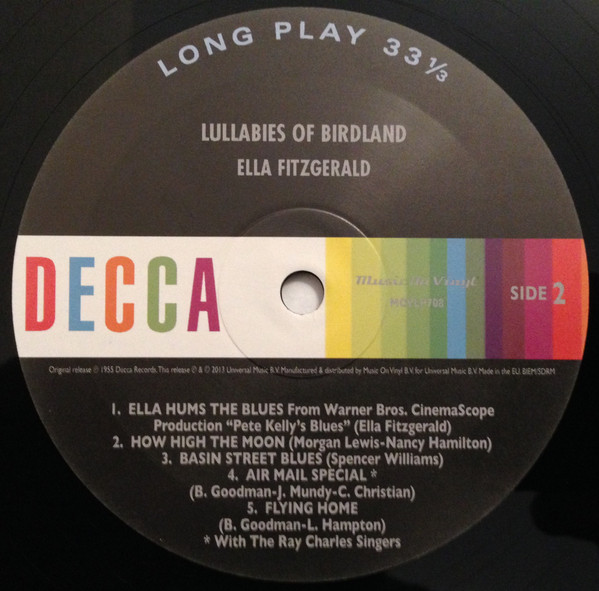 LONG PLAY 33⅓
LULLABIES OF BIRDLAND
ELLA FITZGERALD
DECCA
Music On Vinyl
SIDE 2
Original release ℗ 1955 Decca Records. This release ℗ & © 2013 Universal Music B.V. Manufactured & distributed by Music On Vinyl B.V. for Universal Music B.V. Made in the EU. BIEM/SDRM
1. ELLA HUMS THE BLUES From Warner Bros. CinemaScope
Production "Pete Kelly's Blues" (Ella Fitzgerald)
2. HOW HIGH THE MOON (Morgan Lewis-Nancy Hamilton)
3. BASIN STREET BLUES (Spencer Williams)
4. AIR MAIL SPECIAL *
(B. Goodman-J. Mundy-C. Christian)
5. FLYING HOME
(B. Goodman-L. Hampton)
* With The Ray Charles Singers